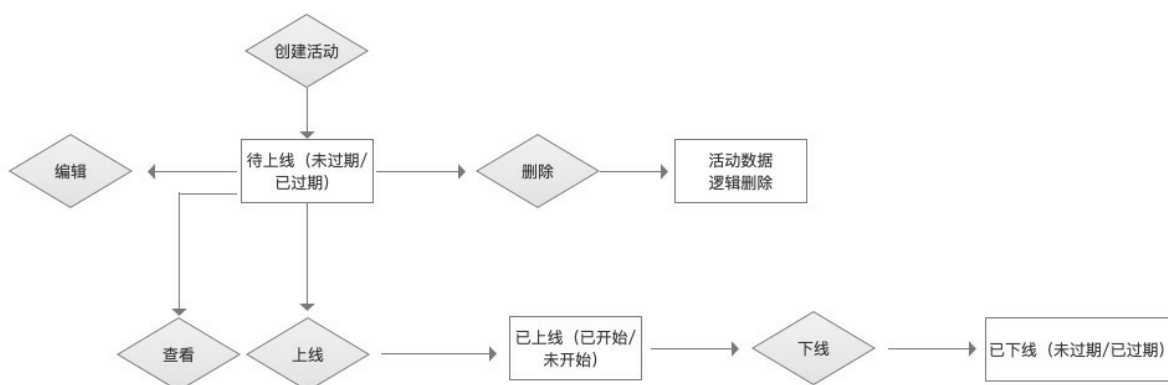 创建活动
编辑
待上线（未过期/
已过期）
删除
活动数据
逻辑删除
查看
上线
已上线（已开始/
未开始）
下线
已下线（未过期/已过期）